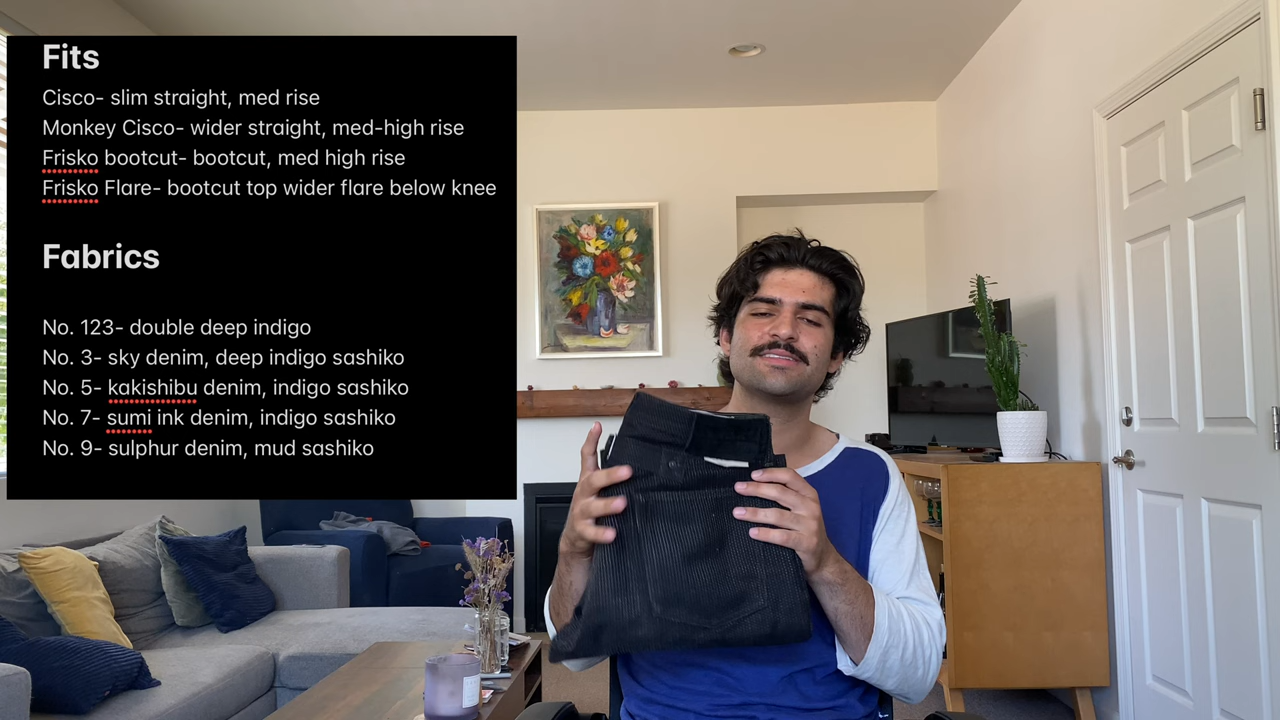 Fits
Cisco- slim straight, med rise
Monkey Cisco- wider straight, med-high rise
Frisko bootcut- bootcut, med high rise
Frisko Flare- bootcut top wider flare below knee
Fabrics
No. 123- double deep indigo
No. 3- sky denim, deep indigo sashiko
No. 5- kakishibu denim, indigo sashiko
No. 7- sumi ink denim, indigo sashiko
No. 9- sulphur denim, mud sashiko